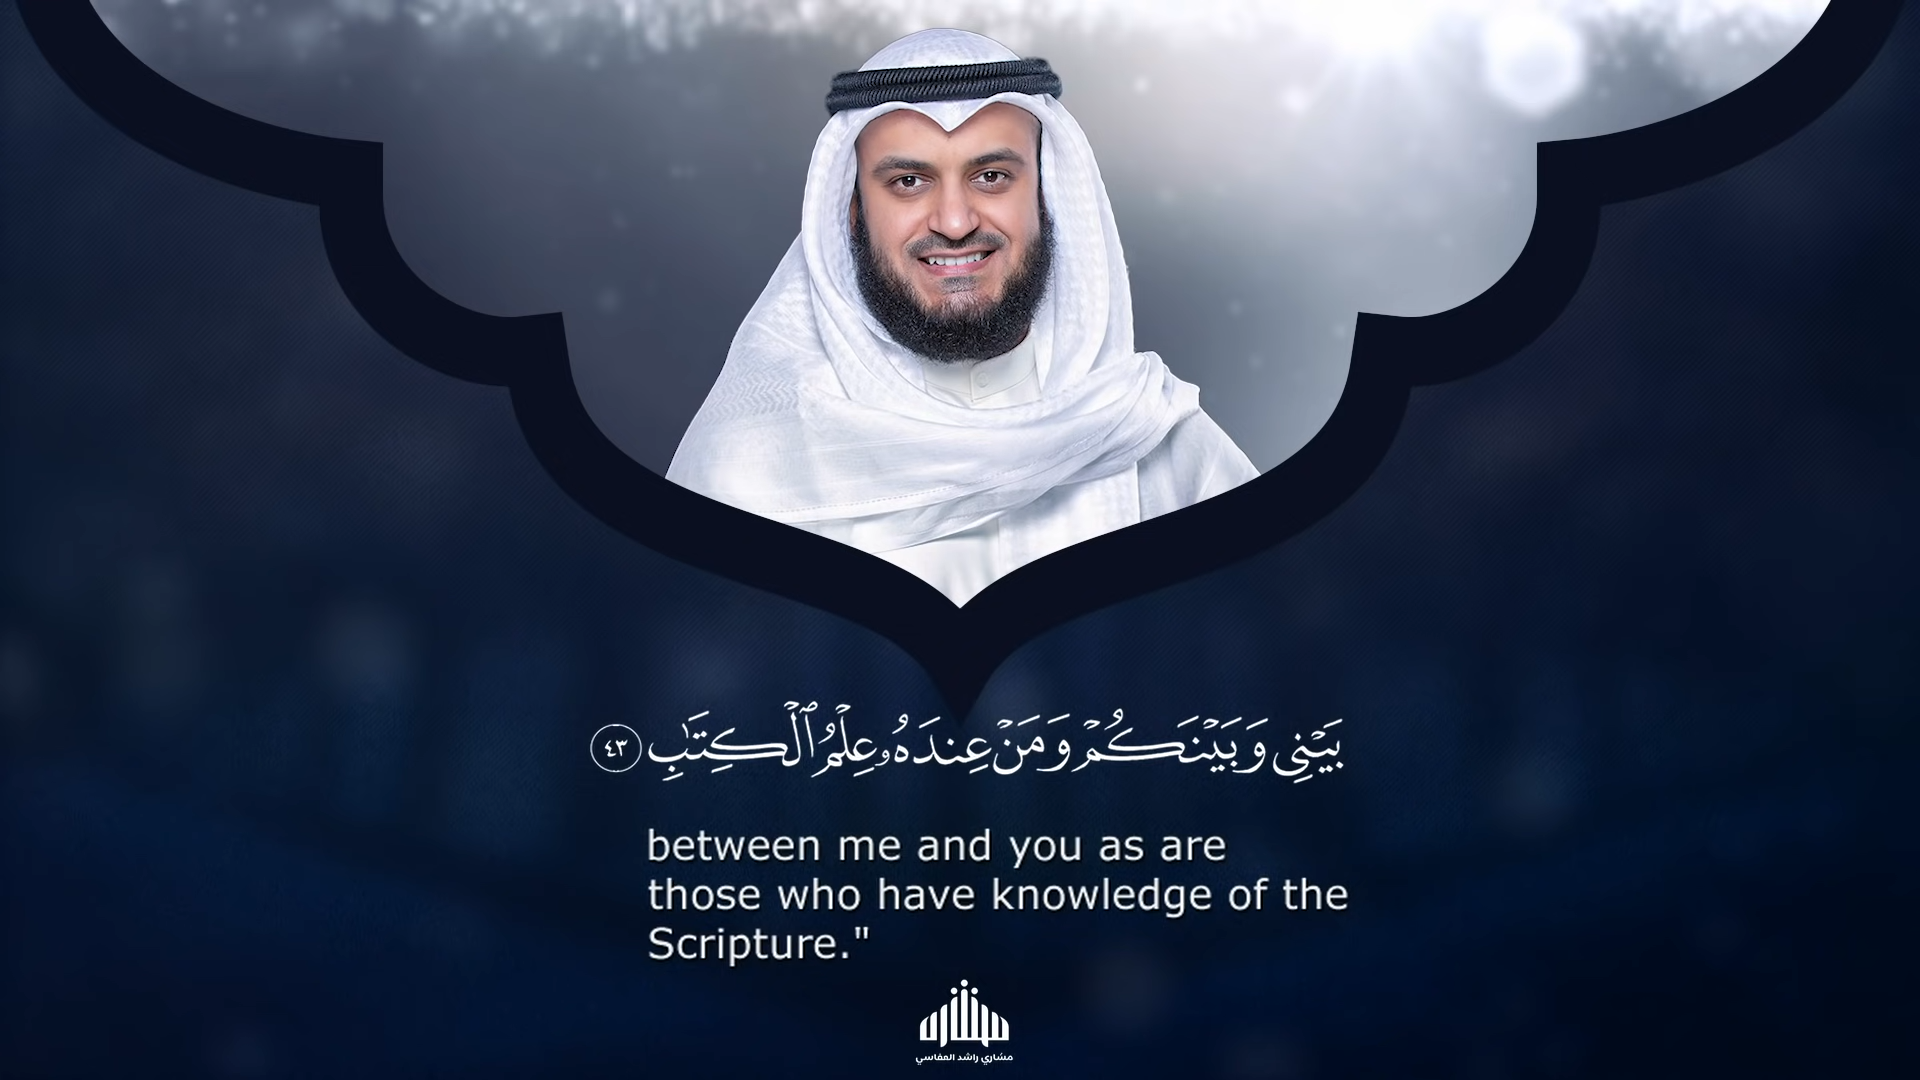 بَيْنِى وَبَيْنَكُمْ وَمَنْ عِندَهُۥ عِلْمُ ٱلْكِتَـٰبِ ٤٣
between me and you as are
those who have knowledge of the
Scripture."
مشاري
مشاري راشد العفاسي